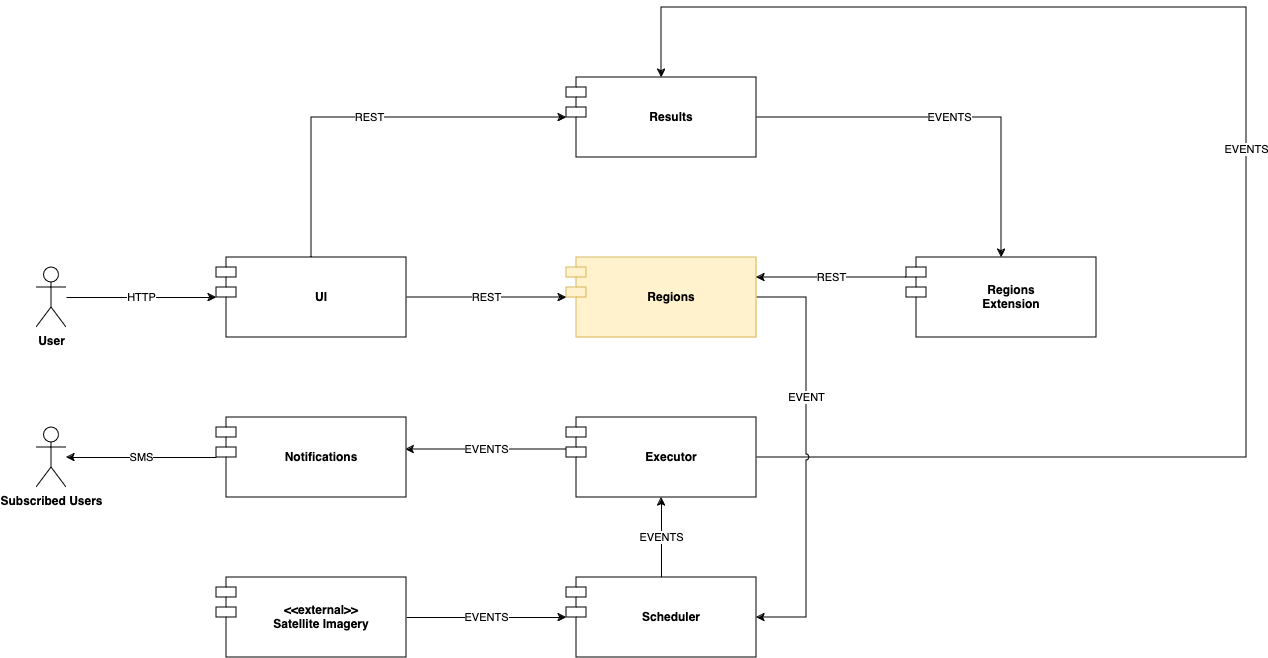 REST
Results
EVENTS
EVENTS
User
HTTP
UI
REST
Regions
REST
Regions
Extension
EVENT
Subscribed Users
SMS
Notifications
EVENTS
Executor
EVENTS
<<external>>
Satellite Imagery
EVENTS
Scheduler